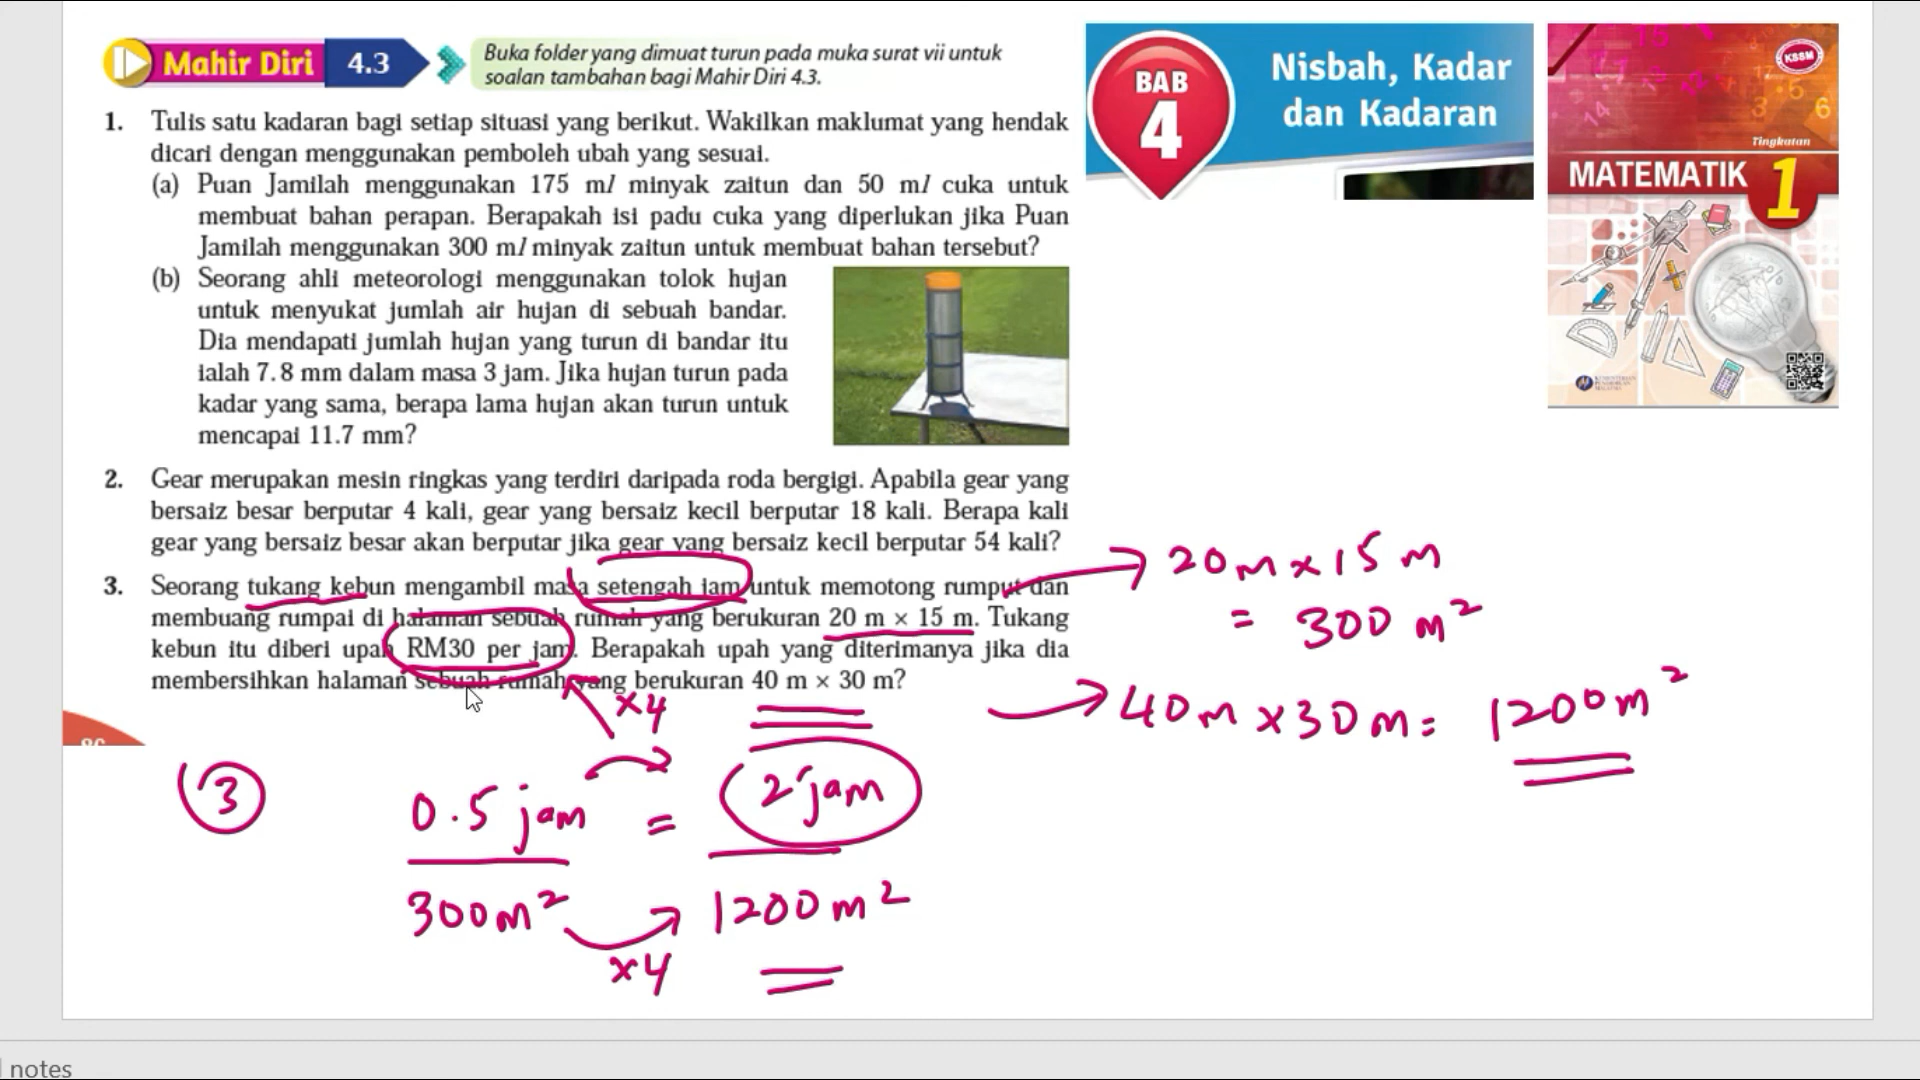 Mahir Diri 4.3
Buka folder yang dimuat turun pada muka surat vii untuk
soalan tambahan bagi Mahir Diri 4.3.
1. Tulis satu kadaran bagi setiap situasi yang berikut. Wakilkan maklumat yang hendak
dicari dengan menggunakan pemboleh ubah yang sesuai.
(a) Puan Jamilah menggunakan 175 ml minyak zaitun dan 50 ml cuka untuk
membuat bahan perapan. Berapakah isi padu cuka yang diperlukan jika Puan
Jamilah menggunakan 300 ml minyak zaitun untuk membuat bahan tersebut?
(b) Seorang ahli meteorologi menggunakan tolok hujan
untuk menyukat jumlah air hujan di sebuah bandar.
Dia mendapati jumlah hujan yang turun di bandar itu
ialah 7.8 mm dalam masa 3 jam. Jika hujan turun pada
kadar yang sama, berapa lama hujan akan turun untuk
mencapai 11.7 mm?
2. Gear merupakan mesin ringkas yang terdiri daripada roda bergigi. Apabila gear yang
bersaiz besar berputar 4 kali, gear yang bersaiz kecil berputar 18 kali. Berapa kali
gear yang bersaiz besar akan berputar jika gear yang bersaiz kecil berputar 54 kali?
3. Seorang tukang kebun mengambil masa setengah jam untuk memotong rumput dan
membuang rumpai di halaman sebuah rumah yang berukuran 20 m × 15 m. Tukang
kebun itu diberi upah RM30 per jam. Berapakah upah yang diterimanya jika dia
membersihkan halaman sebuah rumah yang berukuran 40 m × 30 m?
BAB
4
Nisbah, Kadar
dan Kadaran
KSSM
Tingkatan
MATEMATIK 1
20m × 15 m
= 300 m²
40m × 30m = 1200m²
3
×4
0.5 jam = 2 jam
300m² 1200m²
×4
notes